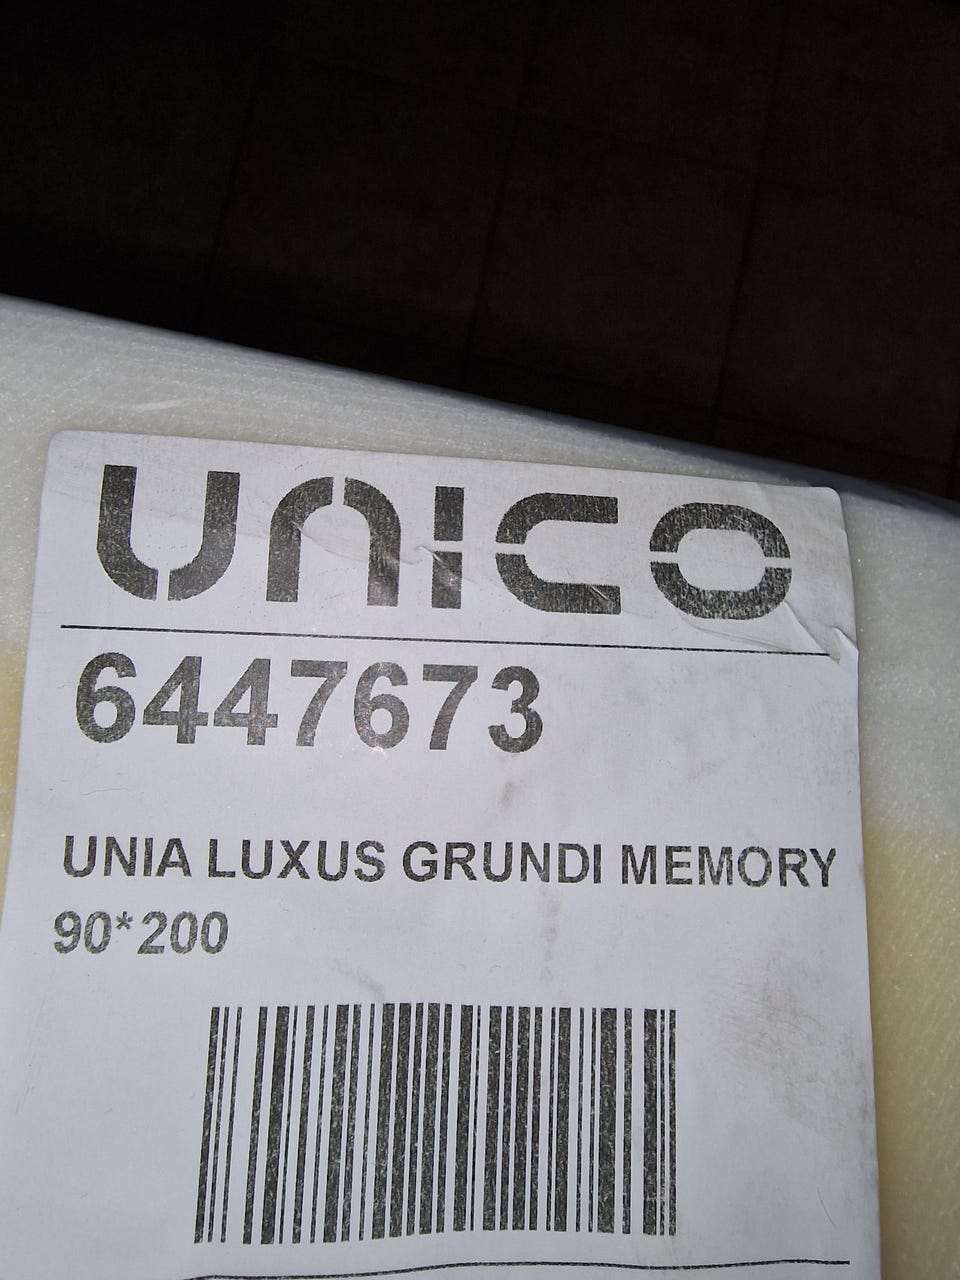 UNICO
6447673
UNIA LUXUS GRUNDI MEMORY
90*200